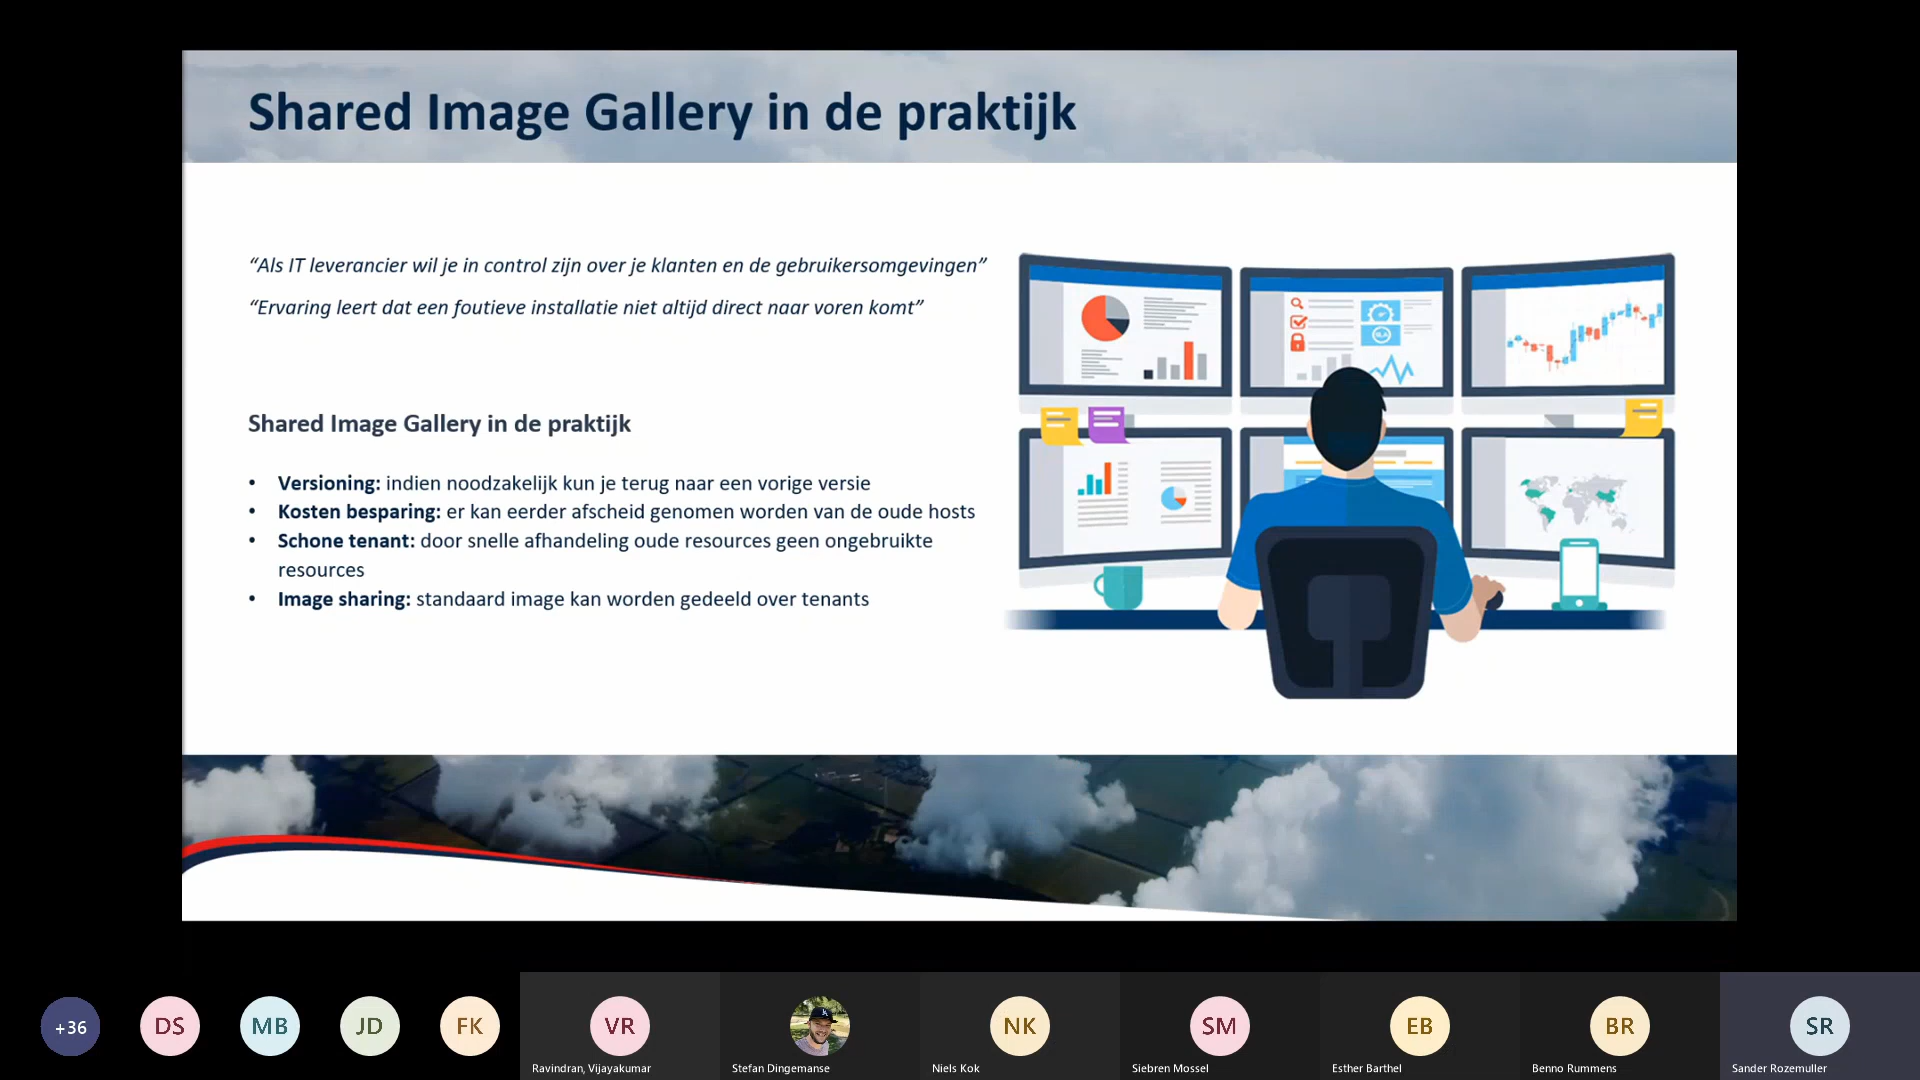 Shared Image Gallery in de praktijk
“Als IT leverancier wil je in control zijn over je klanten en de gebruikersomgevingen”
“Ervaring leert dat een foutieve installatie niet altijd direct naar voren komt”
Shared Image Gallery in de praktijk
• Versioning: indien noodzakelijk kun je terug naar een vorige versie
• Kosten besparing: er kan eerder afscheid genomen worden van de oude hosts
• Schone tenant: door snelle afhandeling oude resources geen ongebruikte
resources
• Image sharing: standaard image kan worden gedeeld over tenants
+36
DS
MB
JD
FK
VR
NK
SM
EB
BR
SR
Ravindran, Vijayakumar
Stefan Dingemanse
Niels Kok
Siebren Mossel
Esther Barthel
Benno Rummens
Sander Rozemuller